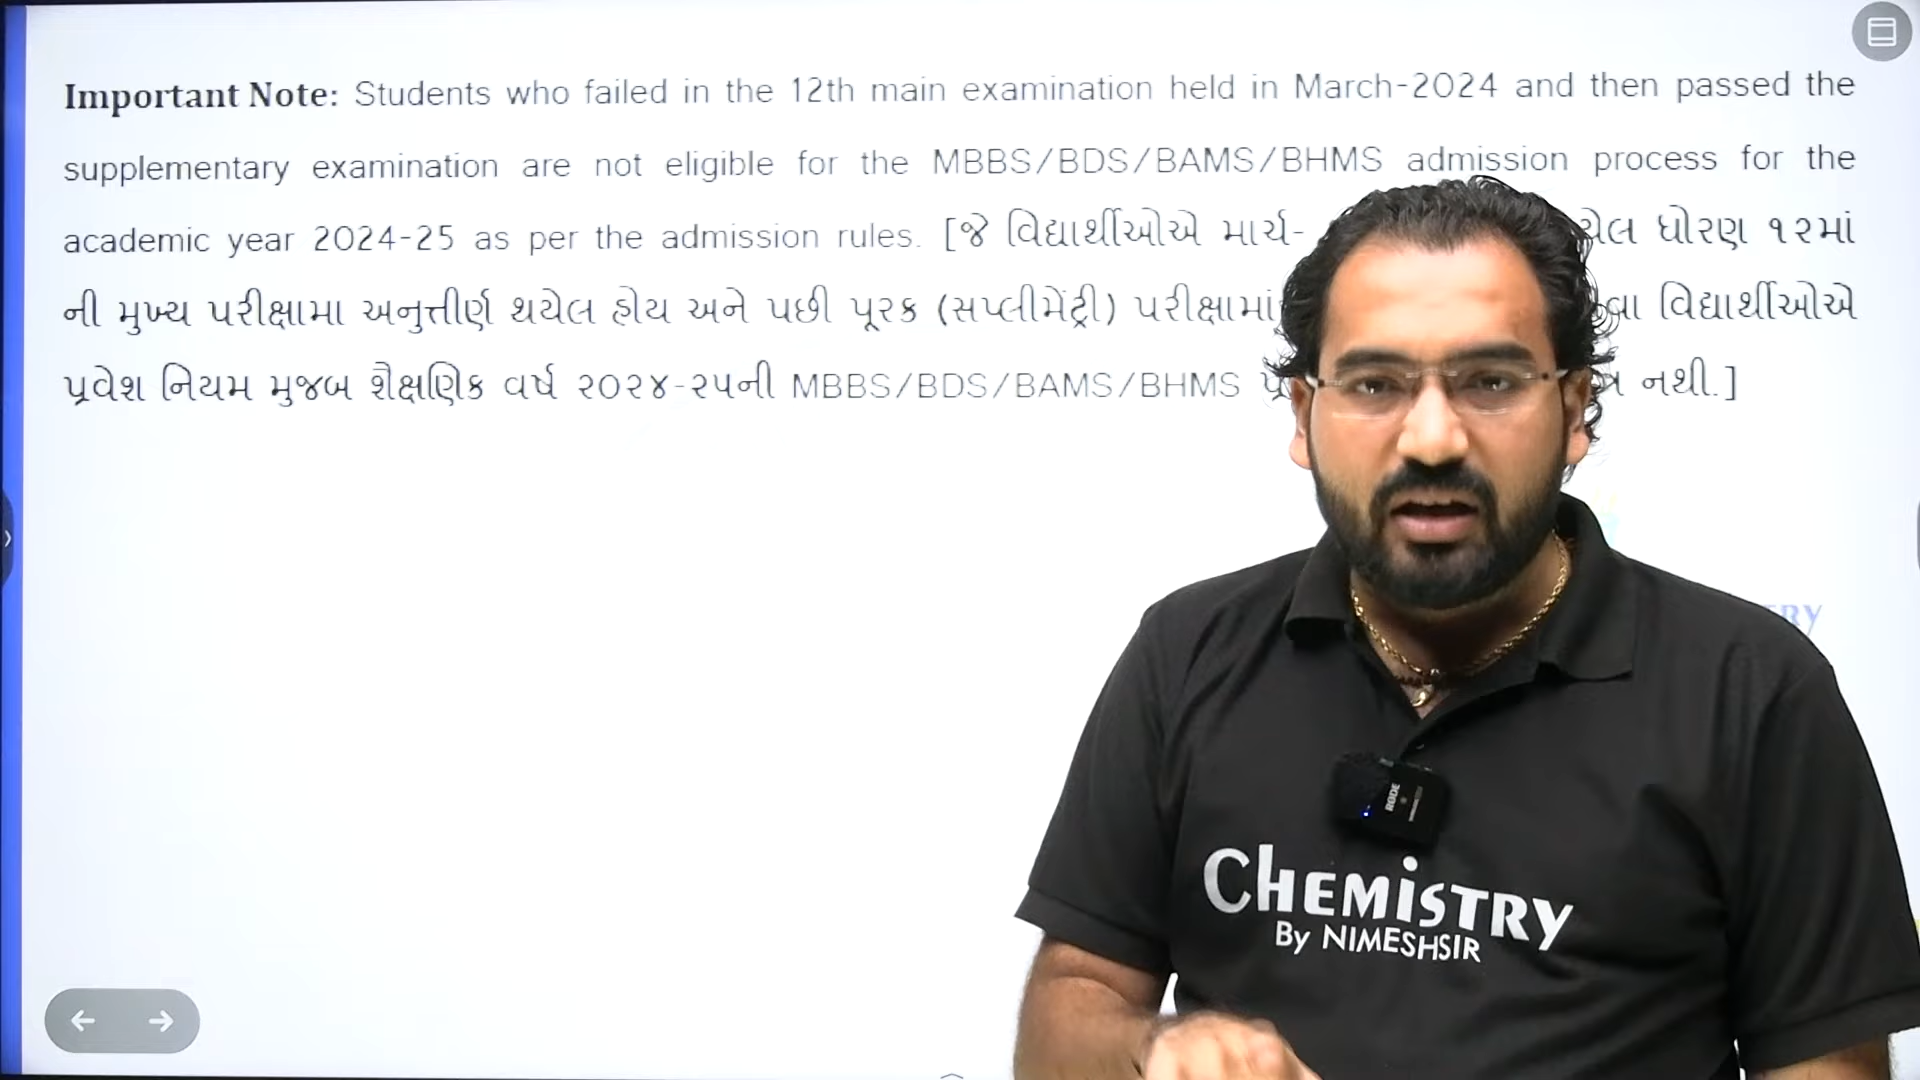 Important Note: Students who failed in the 12th main examination held in March-2024 and then passed the
supplementary examination are not eligible for the MBBS/BDS/BAMS/BHMS admission process for the
academic year 2024-25 as per the admission rules. [જે વિદ્યાર્થીઓએ માર્ચ- ધોરણ ૧૨માં
ની મુખ્ય પરીક્ષામા અનુત્તીર્ણ થયેલ હોય અને પછી પૂરક (સપ્લીમેંટ્રી) પરીક્ષામાં વિદ્યાર્થીઓએ
પ્રવેશ નિયમ મુજબ શૈક્ષણિક વર્ષ ૨૦૨૪-૨૫ની MBBS/BDS/BAMS/BHMS નથી.]
RODE
CHEMISTRY
By NIMESHSIR